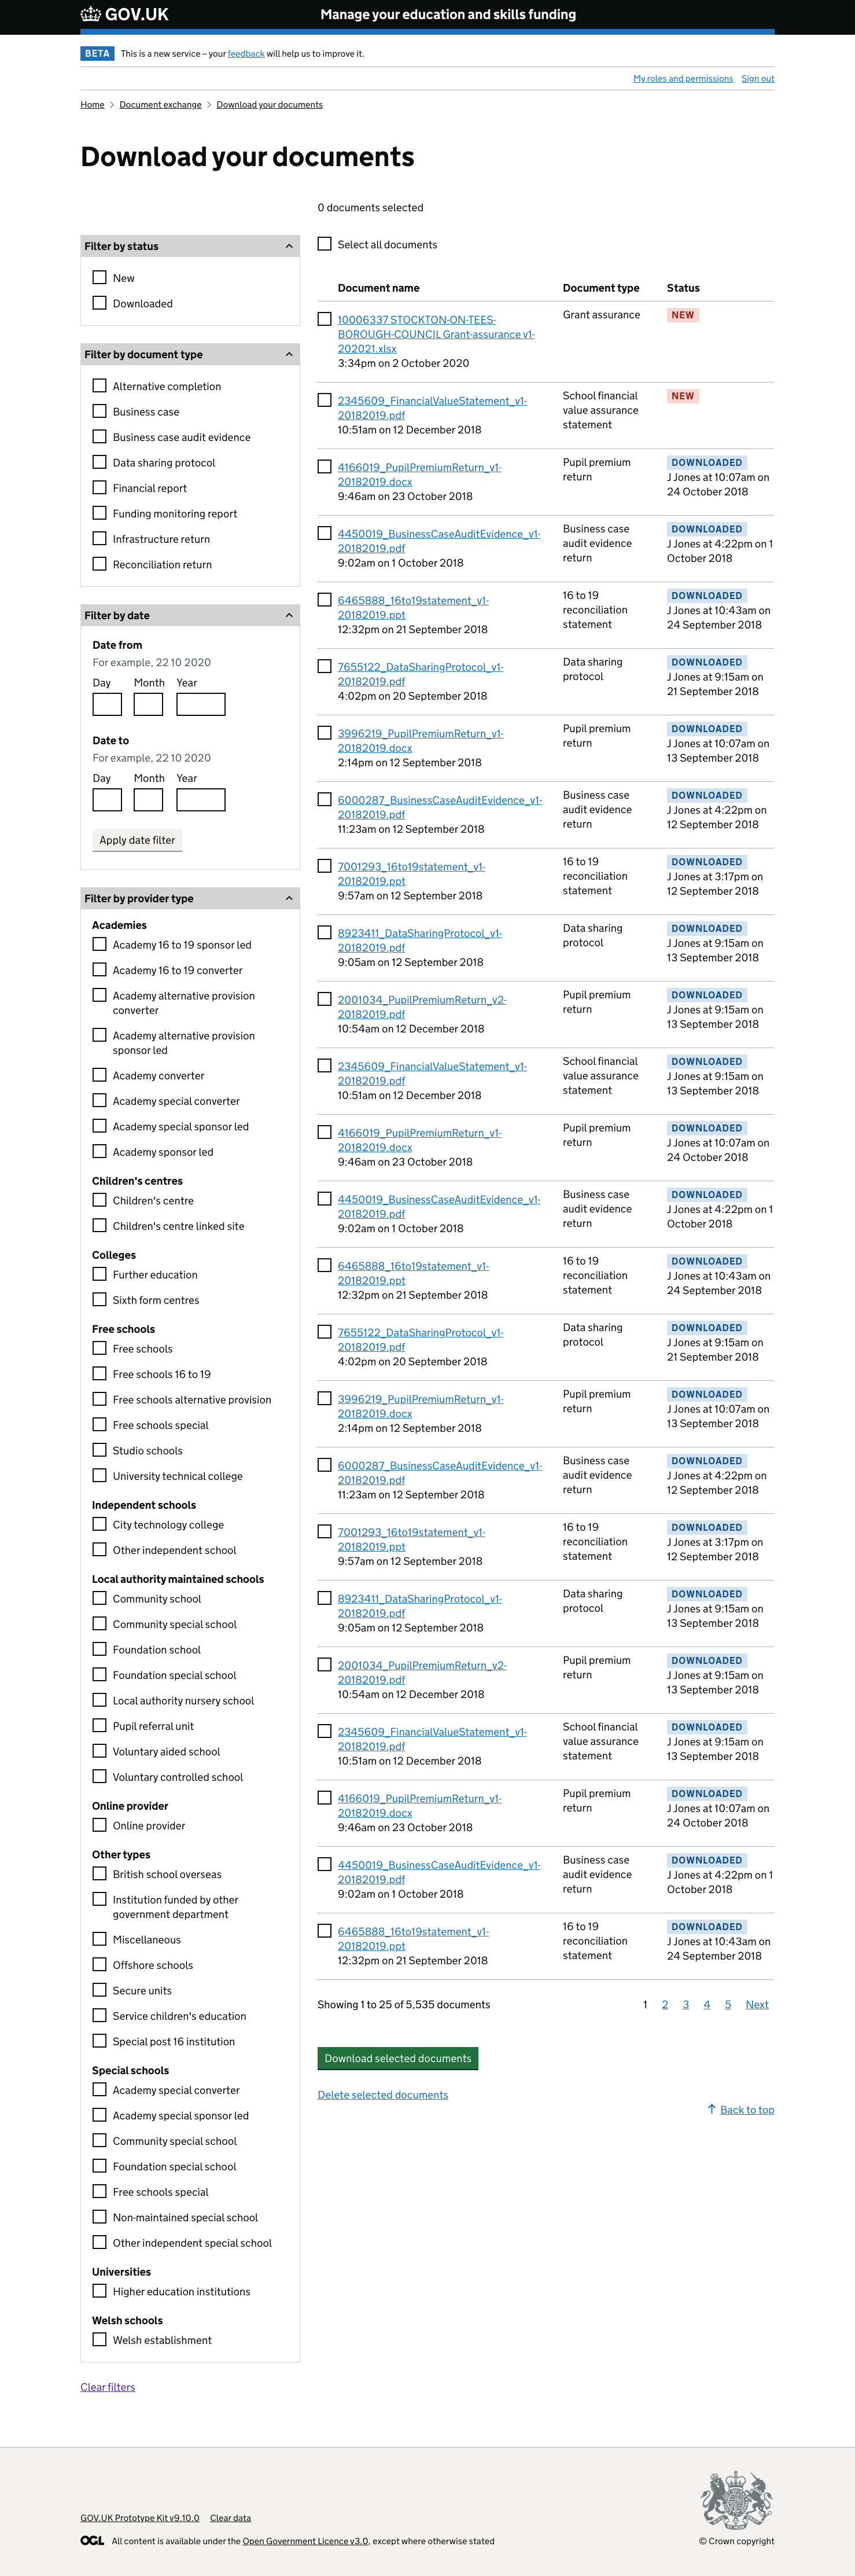 GOV.UK
Manage your education and skills funding
BETA This is a new service – your feedback will help us to improve it.
My roles and permissions Sign out
Home Document exchange Download your documents
Download your documents
0 documents selected
Filter by status
New
Downloaded
Filter by document type
Alternative completion
Business case
Business case audit evidence
Data sharing protocol
Financial report
Funding monitoring report
Infrastructure return
Reconciliation return
Filter by date
Date from
For example, 22 10 2020
Day Month Year
Date to
For example, 22 10 2020
Day Month Year
Apply date filter
Filter by provider type
Academies
Academy 16 to 19 sponsor led
Academy 16 to 19 converter
Academy alternative provision
converter
Academy alternative provision
sponsor led
Academy converter
Academy special converter
Academy special sponsor led
Academy sponsor led
Children's centres
Children's centre
Children's centre linked site
Colleges
Further education
Sixth form centres
Free schools
Free schools
Free schools 16 to 19
Free schools alternative provision
Free schools special
Studio schools
University technical college
Independent schools
City technology college
Other independent school
Local authority maintained schools
Community school
Community special school
Foundation school
Foundation special school
Local authority nursery school
Pupil referral unit
Voluntary aided school
Voluntary controlled school
Online provider
Online provider
Other types
British school overseas
Institution funded by other
government department
Miscellaneous
Offshore schools
Secure units
Service children's education
Special post 16 institution
Special schools
Academy special converter
Academy special sponsor led
Community special school
Foundation special school
Free schools special
Non-maintained special school
Other independent special school
Universities
Higher education institutions
Welsh schools
Welsh establishment
Clear filters
Select all documents
Document name Document type Status
10006337 STOCKTON-ON-TEES- Grant assurance NEW
BOROUGH-COUNCIL Grant-assurance v1-
202021.xlsx
3:34pm on 2 October 2020
2345609_FinancialValueStatement_v1- School financial NEW
20182019.pdf value assurance
10:51am on 12 December 2018 statement
4166019_PupilPremiumReturn_v1- Pupil premium DOWNLOADED
20182019.docx return J Jones at 10:07am on
9:46am on 23 October 2018 24 October 2018
4450019_BusinessCaseAuditEvidence_v1- Business case DOWNLOADED
20182019.pdf audit evidence J Jones at 4:22pm on 1
9:02am on 1 October 2018 return October 2018
6465888_16to19statement_v1- 16 to 19 DOWNLOADED
20182019.ppt reconciliation J Jones at 10:43am on
12:32pm on 21 September 2018 statement 24 September 2018
7655122_DataSharingProtocol_v1- Data sharing DOWNLOADED
20182019.pdf protocol J Jones at 9:15am on
4:02pm on 20 September 2018 21 September 2018
3996219_PupilPremiumReturn_v1- Pupil premium DOWNLOADED
20182019.docx return J Jones at 10:07am on
2:14pm on 12 September 2018 13 September 2018
6000287_BusinessCaseAuditEvidence_v1- Business case DOWNLOADED
20182019.pdf audit evidence J Jones at 4:22pm on
11:23am on 12 September 2018 return 12 September 2018
7001293_16to19statement_v1- 16 to 19 DOWNLOADED
20182019.ppt reconciliation J Jones at 3:17pm on
9:57am on 12 September 2018 statement 12 September 2018
8923411_DataSharingProtocol_v1- Data sharing DOWNLOADED
20182019.pdf protocol J Jones at 9:15am on
9:05am on 12 September 2018 13 September 2018
2001034_PupilPremiumReturn_v2- Pupil premium DOWNLOADED
20182019.pdf return J Jones at 9:15am on
10:54am on 12 December 2018 13 September 2018
2345609_FinancialValueStatement_v1- School financial DOWNLOADED
20182019.pdf value assurance J Jones at 9:15am on
10:51am on 12 December 2018 statement 13 September 2018
4166019_PupilPremiumReturn_v1- Pupil premium DOWNLOADED
20182019.docx return J Jones at 10:07am on
9:46am on 23 October 2018 24 October 2018
4450019_BusinessCaseAuditEvidence_v1- Business case DOWNLOADED
20182019.pdf audit evidence J Jones at 4:22pm on 1
9:02am on 1 October 2018 return October 2018
6465888_16to19statement_v1- 16 to 19 DOWNLOADED
20182019.ppt reconciliation J Jones at 10:43am on
12:32pm on 21 September 2018 statement 24 September 2018
7655122_DataSharingProtocol_v1- Data sharing DOWNLOADED
20182019.pdf protocol J Jones at 9:15am on
4:02pm on 20 September 2018 21 September 2018
3996219_PupilPremiumReturn_v1- Pupil premium DOWNLOADED
20182019.docx return J Jones at 10:07am on
2:14pm on 12 September 2018 13 September 2018
6000287_BusinessCaseAuditEvidence_v1- Business case DOWNLOADED
20182019.pdf audit evidence J Jones at 4:22pm on
11:23am on 12 September 2018 return 12 September 2018
7001293_16to19statement_v1- 16 to 19 DOWNLOADED
20182019.ppt reconciliation J Jones at 3:17pm on
9:57am on 12 September 2018 statement 12 September 2018
8923411_DataSharingProtocol_v1- Data sharing DOWNLOADED
20182019.pdf protocol J Jones at 9:15am on
9:05am on 12 September 2018 13 September 2018
2001034_PupilPremiumReturn_v2- Pupil premium DOWNLOADED
20182019.pdf return J Jones at 9:15am on
10:54am on 12 December 2018 13 September 2018
2345609_FinancialValueStatement_v1- School financial DOWNLOADED
20182019.pdf value assurance J Jones at 9:15am on
10:51am on 12 December 2018 statement 13 September 2018
4166019_PupilPremiumReturn_v1- Pupil premium DOWNLOADED
20182019.docx return J Jones at 10:07am on
9:46am on 23 October 2018 24 October 2018
4450019_BusinessCaseAuditEvidence_v1- Business case DOWNLOADED
20182019.pdf audit evidence J Jones at 4:22pm on 1
9:02am on 1 October 2018 return October 2018
6465888_16to19statement_v1- 16 to 19 DOWNLOADED
20182019.ppt reconciliation J Jones at 10:43am on
12:32pm on 21 September 2018 statement 24 September 2018
Showing 1 to 25 of 5,535 documents 1 2 3 4 5 Next
Download selected documents
Delete selected documents
Back to top
GOV.UK Prototype Kit v9.10.0 Clear data
OGL All content is available under the Open Government Licence v3.0, except where otherwise stated
© Crown copyright